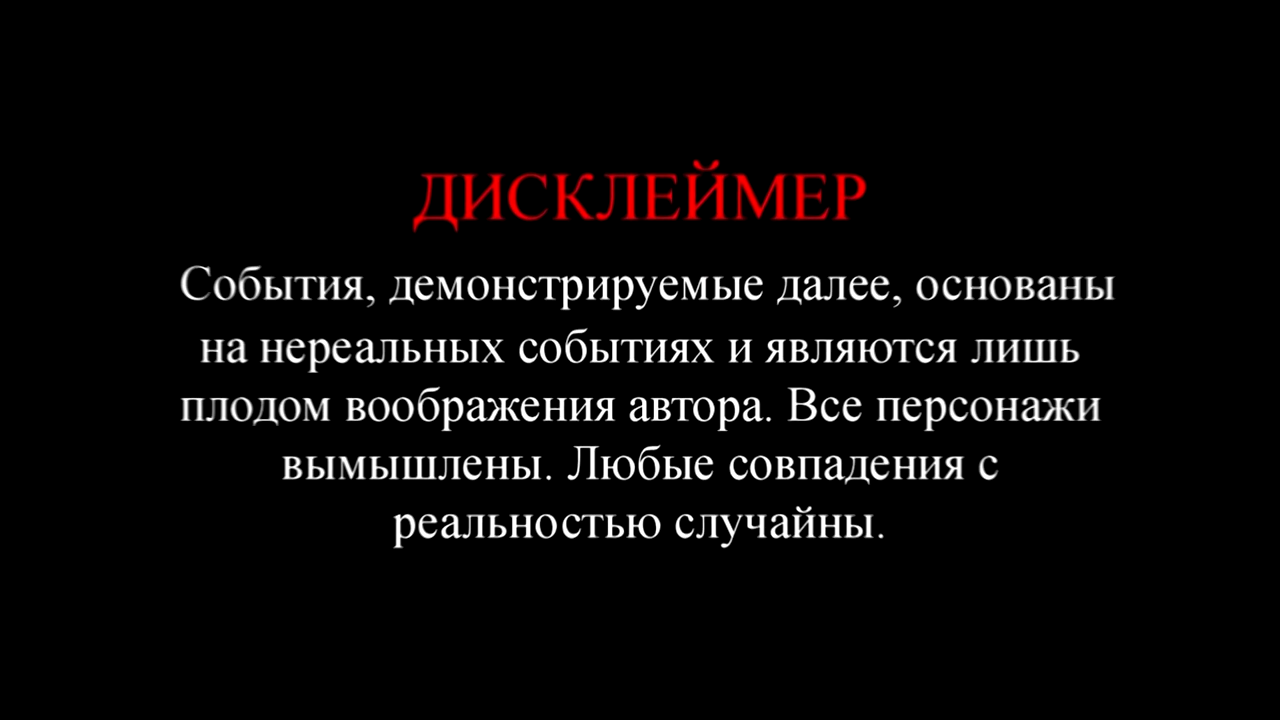 ДИСКЛЕЙМЕР
События, демонстрируемые далее, основаны
на нереальных событиях и являются лишь
плодом воображения автора. Все персонажи
вымышлены. Любые совпадения с
реальностью случайны.